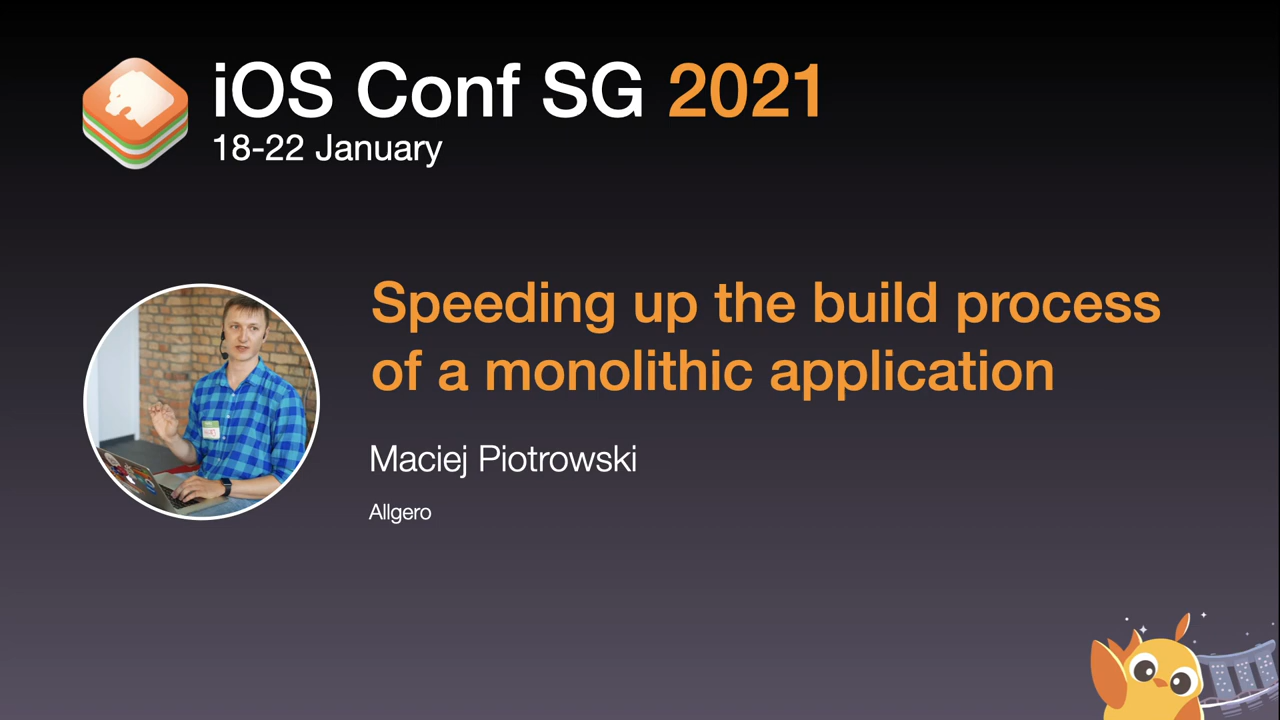 iOS Conf SG 2021
18-22 January
Speeding up the build process
of a monolithic application
Maciej Piotrowski
Allgero